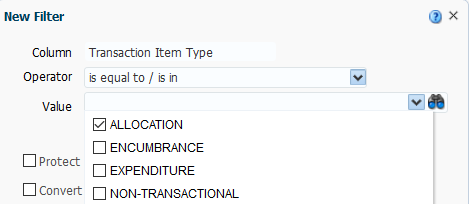 New Filter
Column Transaction Item Type
Operator is equal to / is in
Value
ALLOCATION
ENCUMBRANCE
Protect
EXPENDITURE
Convert
NON-TRANSACTIONAL